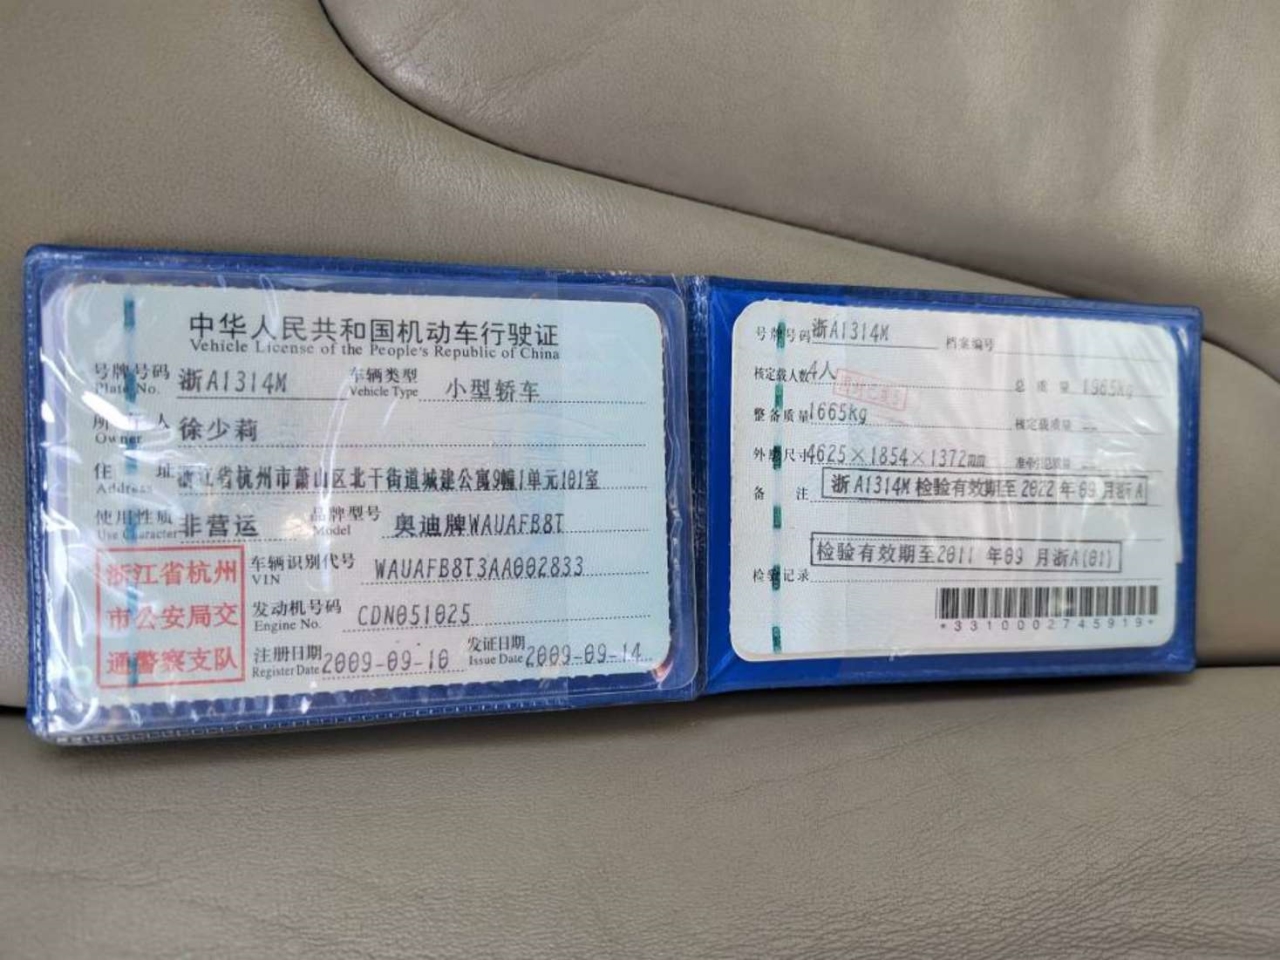 中华人民共和国机动车行驶证
Vehicle License of the People's Republic of China
号牌号码 浙A1314M 车辆类型 小型轿车
Plate No. Vehicle Type
所 人 徐少莉
Owner
住 址 浙江省杭州市萧山区北干街道城建公寓9幢1单元101室
Address
使用性质 非营运 品牌型号 奥迪牌WAUAFB8T
Use Character Model
浙江省杭州
市公安局交
通警察支队
车辆识别代号 WAUAFB8T3AA002833
VIN
发动机号码 CDN051025
Engine No.
注册日期 2009-09-10 发证日期 2009-09-14
Register Date Issue Date
号牌号码 浙A1314M 档案编号
核定载人数 4人 总质量 1965Kg
整备质量 1665Kg 核定载质量 --
外廓尺寸 4625×1854×1372 --
备 注 浙A1314M检验有效期至2022年09月浙A
检验有效期至2011 年09 月浙A(01)
检验记录
*3310002745919*